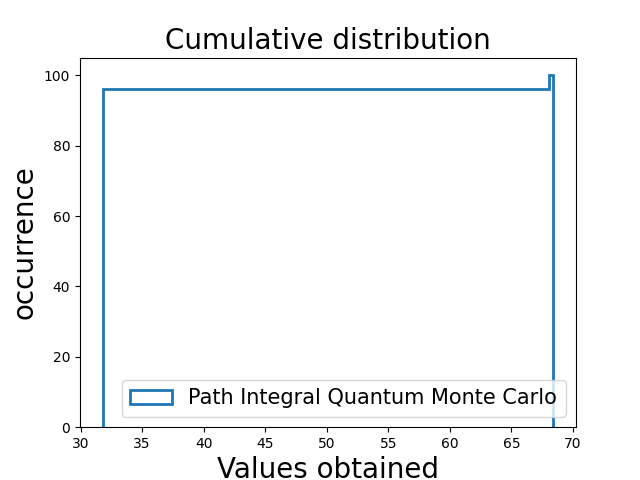 Cumulative distribution
occurrence
100
80
60
40
20
0
30 35 40 45 50 55 60 65 70
Values obtained
Path Integral Quantum Monte Carlo